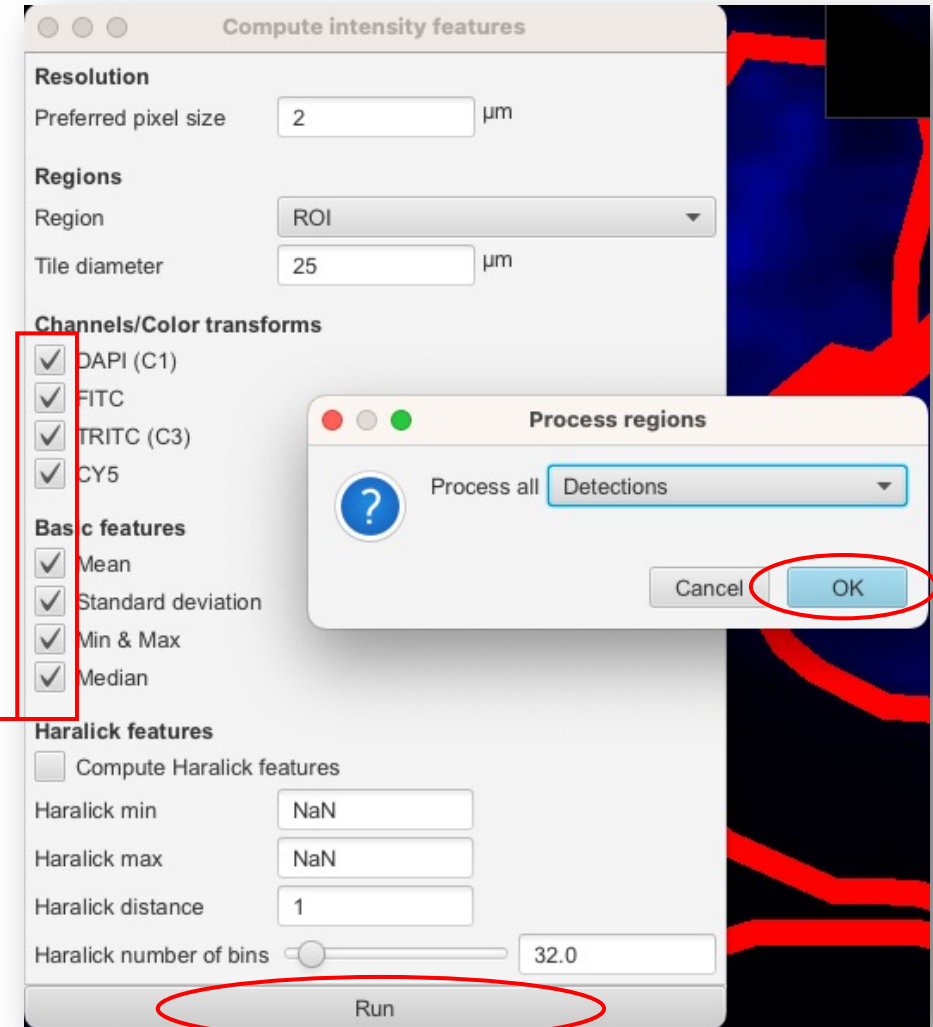 Compute intensity features
Resolution
Preferred pixel size 2 µm
Regions
Region ROI
Tile diameter 25 µm
Channels/Color transforms
DAPI (C1)
FITC
TRITC (C3)
CY5
Basic features
Mean
Standard deviation
Min & Max
Median
Haralick features
Compute Haralick features
Haralick min NaN
Haralick max NaN
Haralick distance 1
Haralick number of bins 32.0
Run
Process regions
?
Process all Detections
Cancel OK